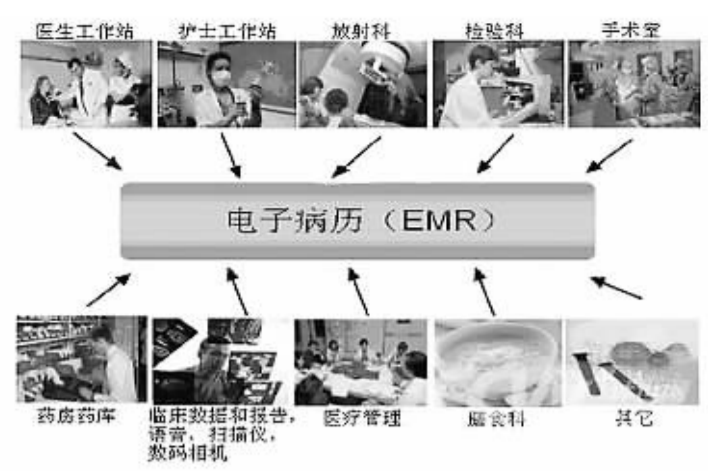 医生工作站
护士工作站
放射科
检验科
手术室
电子病历（EMR）
药房药库
临床数据和报告，
语音，扫描仪，
数码相机
医疗管理
膳食科
其它